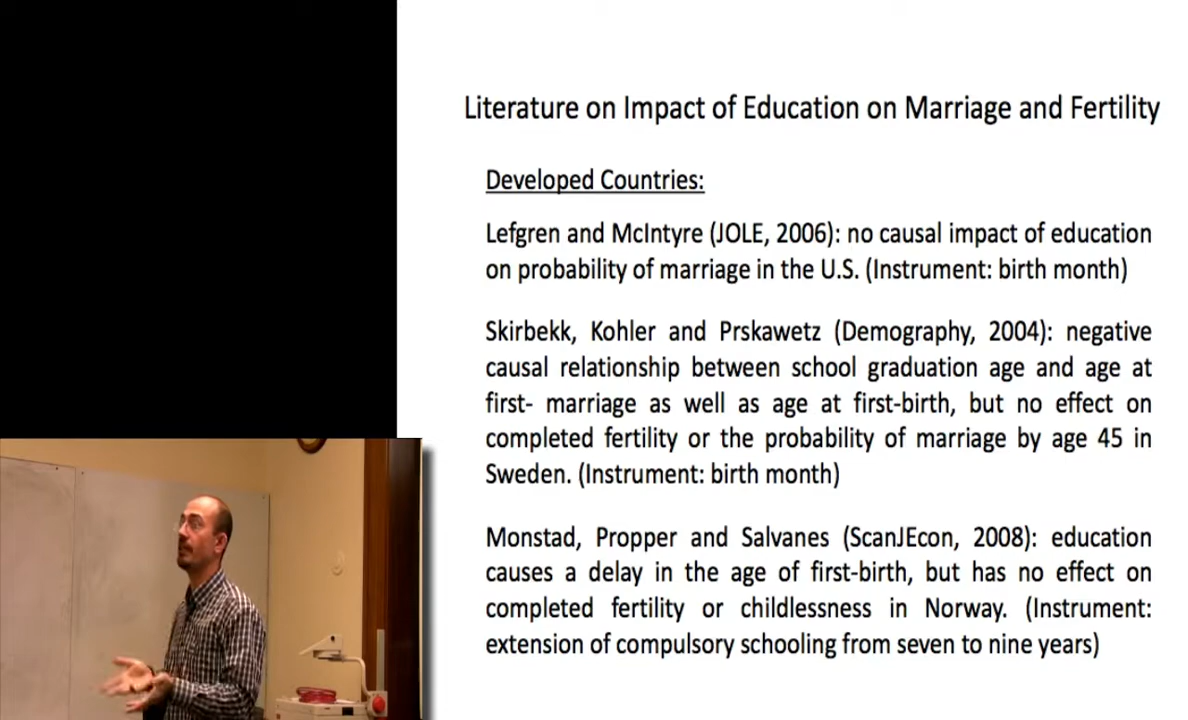 Literature on Impact of Education on Marriage and Fertility
Developed Countries:
Lefgren and McIntyre (JOLE, 2006): no causal impact of education
on probability of marriage in the U.S. (Instrument: birth month)
Skirbekk, Kohler and Prskawetz (Demography, 2004): negative
causal relationship between school graduation age and age at
first- marriage as well as age at first-birth, but no effect on
completed fertility or the probability of marriage by age 45 in
Sweden. (Instrument: birth month)
Monstad, Propper and Salvanes (ScanJEcon, 2008): education
causes a delay in the age of first-birth, but has no effect on
completed fertility or childlessness in Norway. (Instrument:
extension of compulsory schooling from seven to nine years)